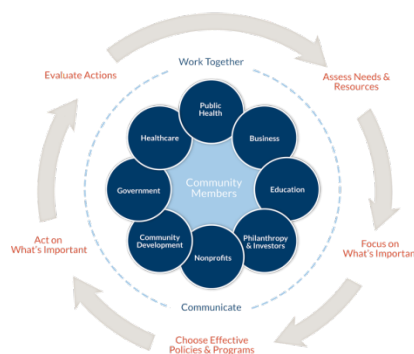 Work Together
Evaluate Actions
Assess Needs &
Resources
Public
Health
Healthcare
Business
Community
Members
Government
Education
Community
Development
Philanthropy
& Investors
Nonprofits
Act on
What's Important
Focus on
What's Important
Communicate
Choose Effective
Policies & Programs